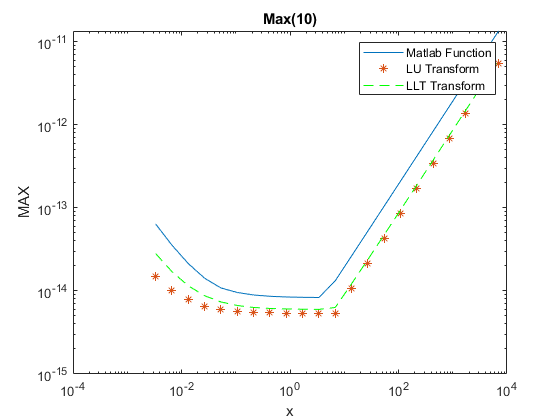 Max(10)
10^-11
Matlab Function
LU Transform
LLT Transform
10^-12
MAX
10^-13
10^-14
10^-15
10^-4
10^-2
10^0
10^2
10^4
x